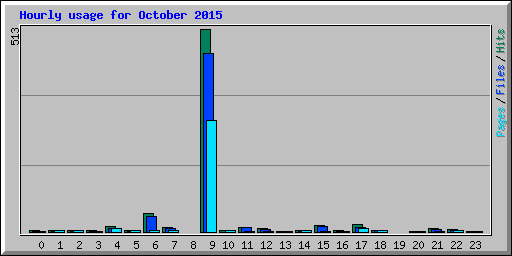 Hourly usage for October 2015
513
Pages/Files/Hits
0 1 2 3 4 5 6 7 8 9 10 11 12 13 14 15 16 17 18 19 20 21 22 23